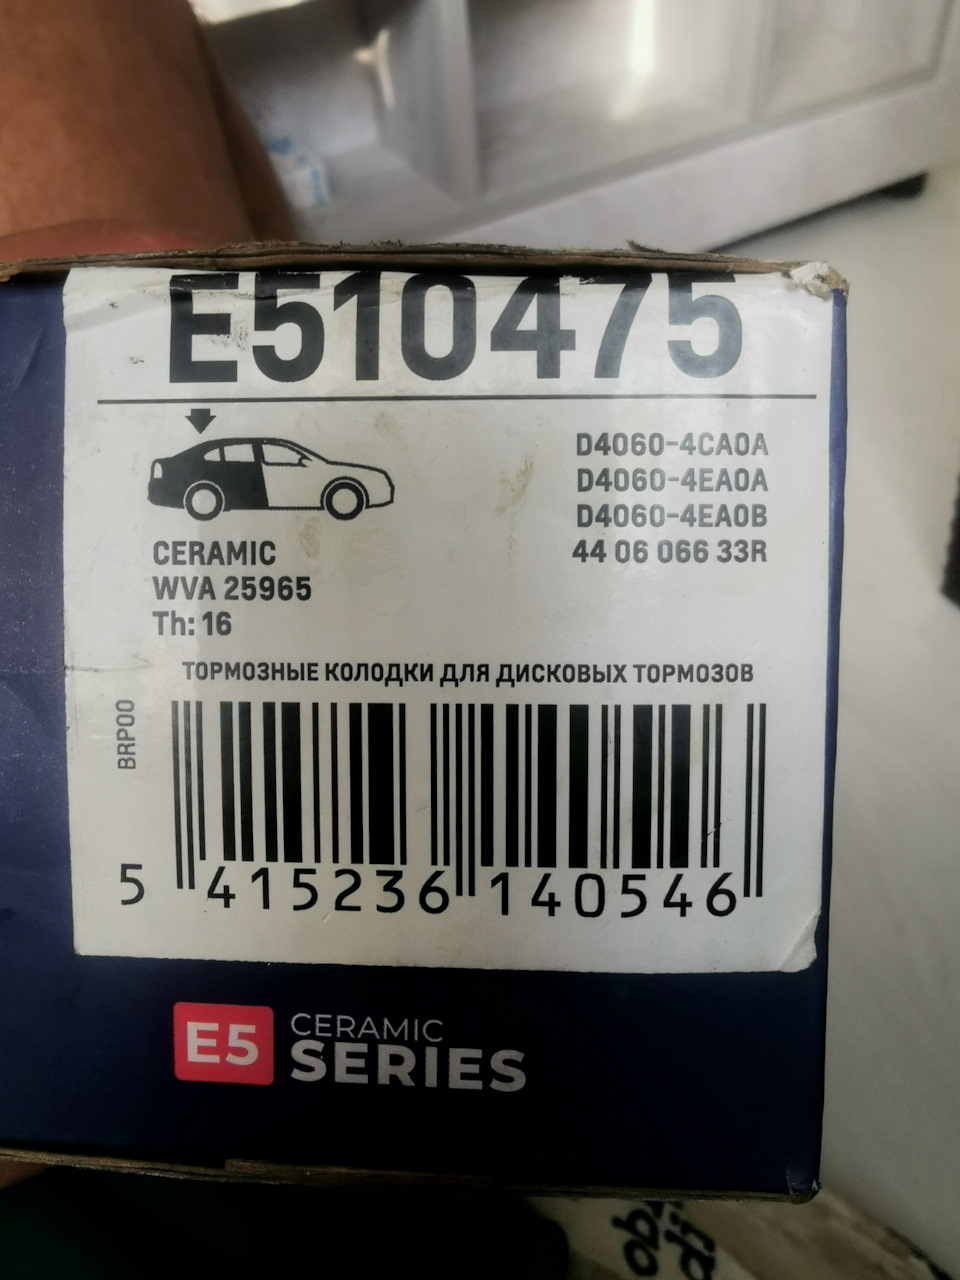 E510475
D4060-4CA0A
D4060-4EA0A
D4060-4EA0B
44 06 066 33R
CERAMIC
WVA 25965
Th: 16
ТОРМОЗНЫЕ КОЛОДКИ ДЛЯ ДИСКОВЫХ ТОРМОЗОВ
BRP00
5 415236 140546
E5 CERAMIC
SERIES